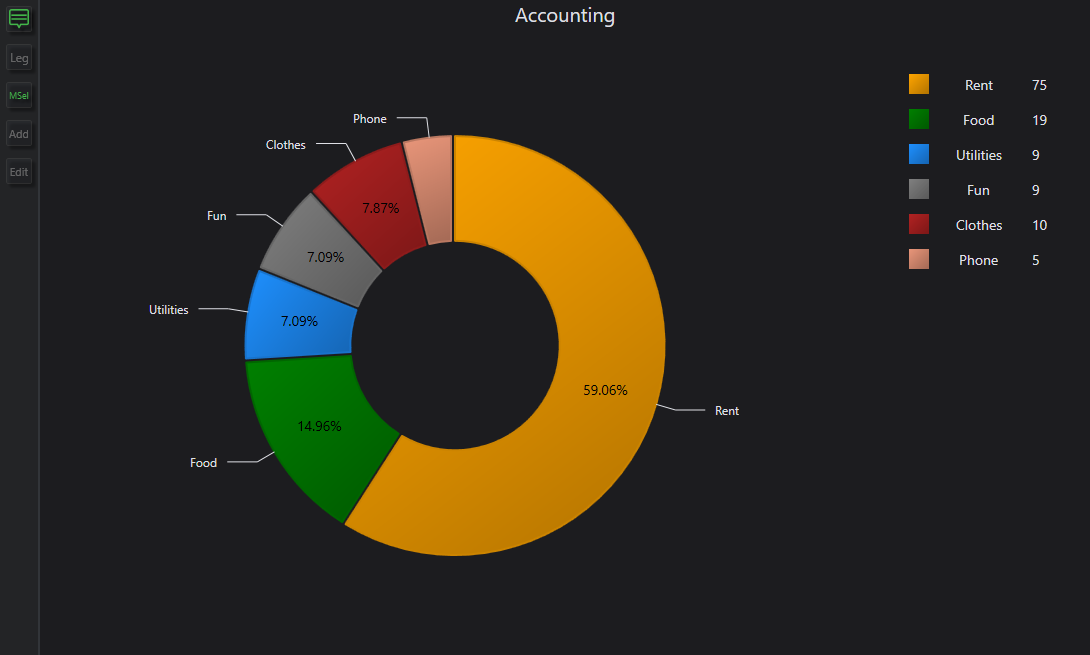 Accounting
Leg
MSel
Add
Edit
Rent 75
Food 19
Utilities 9
Fun 9
Clothes 10
Phone 5
Phone
Clothes
7.87%
Fun
7.09%
Utilities
7.09%
59.06%
Rent
14.96%
Food